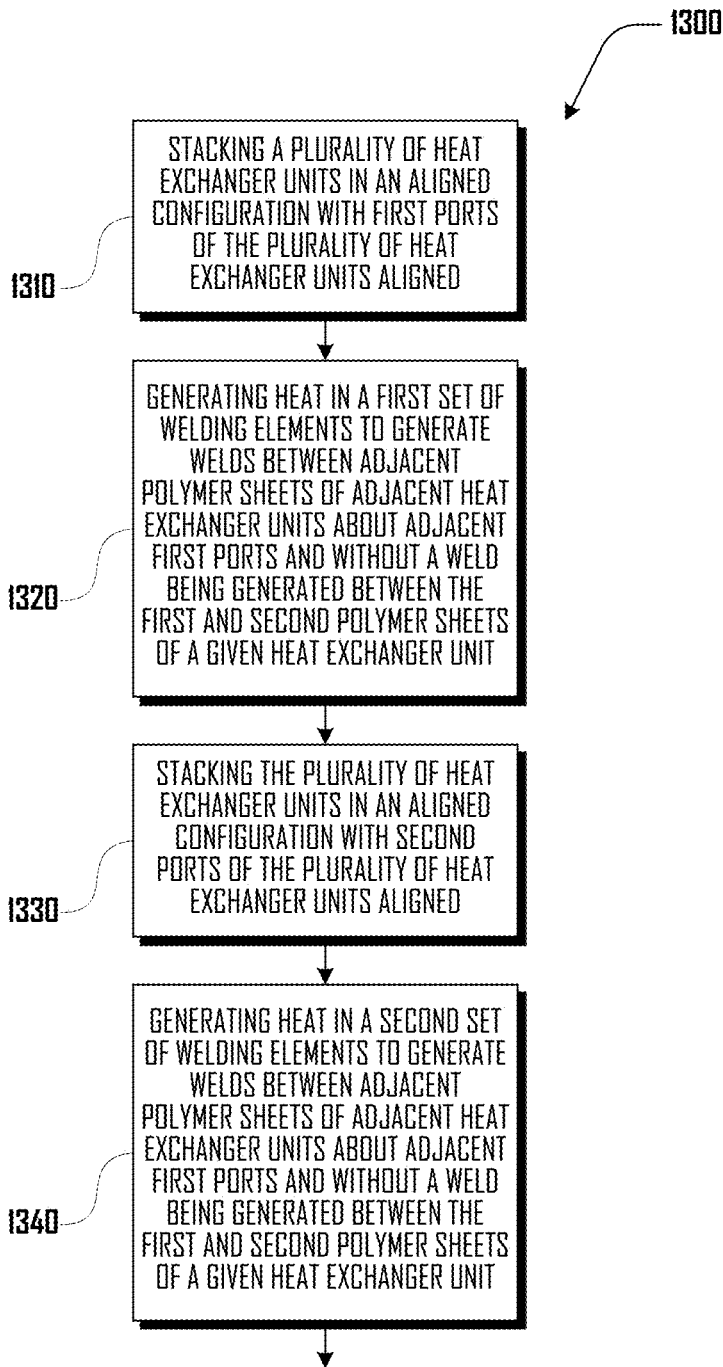 1300
STACKING A PLURALITY OF HEAT
EXCHANGER UNITS IN AN ALIGNED
CONFIGURATION WITH FIRST PORTS
OF THE PLURALITY OF HEAT
EXCHANGER UNITS ALIGNED
1310
GENERATING HEAT IN A FIRST SET OF
WELDING ELEMENTS TO GENERATE
WELDS BETWEEN ADJACENT
POLYMER SHEETS OF ADJACENT HEAT
EXCHANGER UNITS ABOUT ADJACENT
FIRST PORTS AND WITHOUT A WELD
BEING GENERATED BETWEEN THE
FIRST AND SECOND POLYMER SHEETS
OF A GIVEN HEAT EXCHANGER UNIT
1320
STACKING THE PLURALITY OF HEAT
EXCHANGER UNITS IN AN ALIGNED
CONFIGURATION WITH SECOND
PORTS OF THE PLURALITY OF HEAT
EXCHANGER UNITS ALIGNED
1330
GENERATING HEAT IN A SECOND SET
OF WELDING ELEMENTS TO GENERATE
WELDS BETWEEN ADJACENT
POLYMER SHEETS OF ADJACENT HEAT
EXCHANGER UNITS ABOUT ADJACENT
FIRST PORTS AND WITHOUT A WELD
BEING GENERATED BETWEEN THE
FIRST AND SECOND POLYMER SHEETS
OF A GIVEN HEAT EXCHANGER UNIT
1340